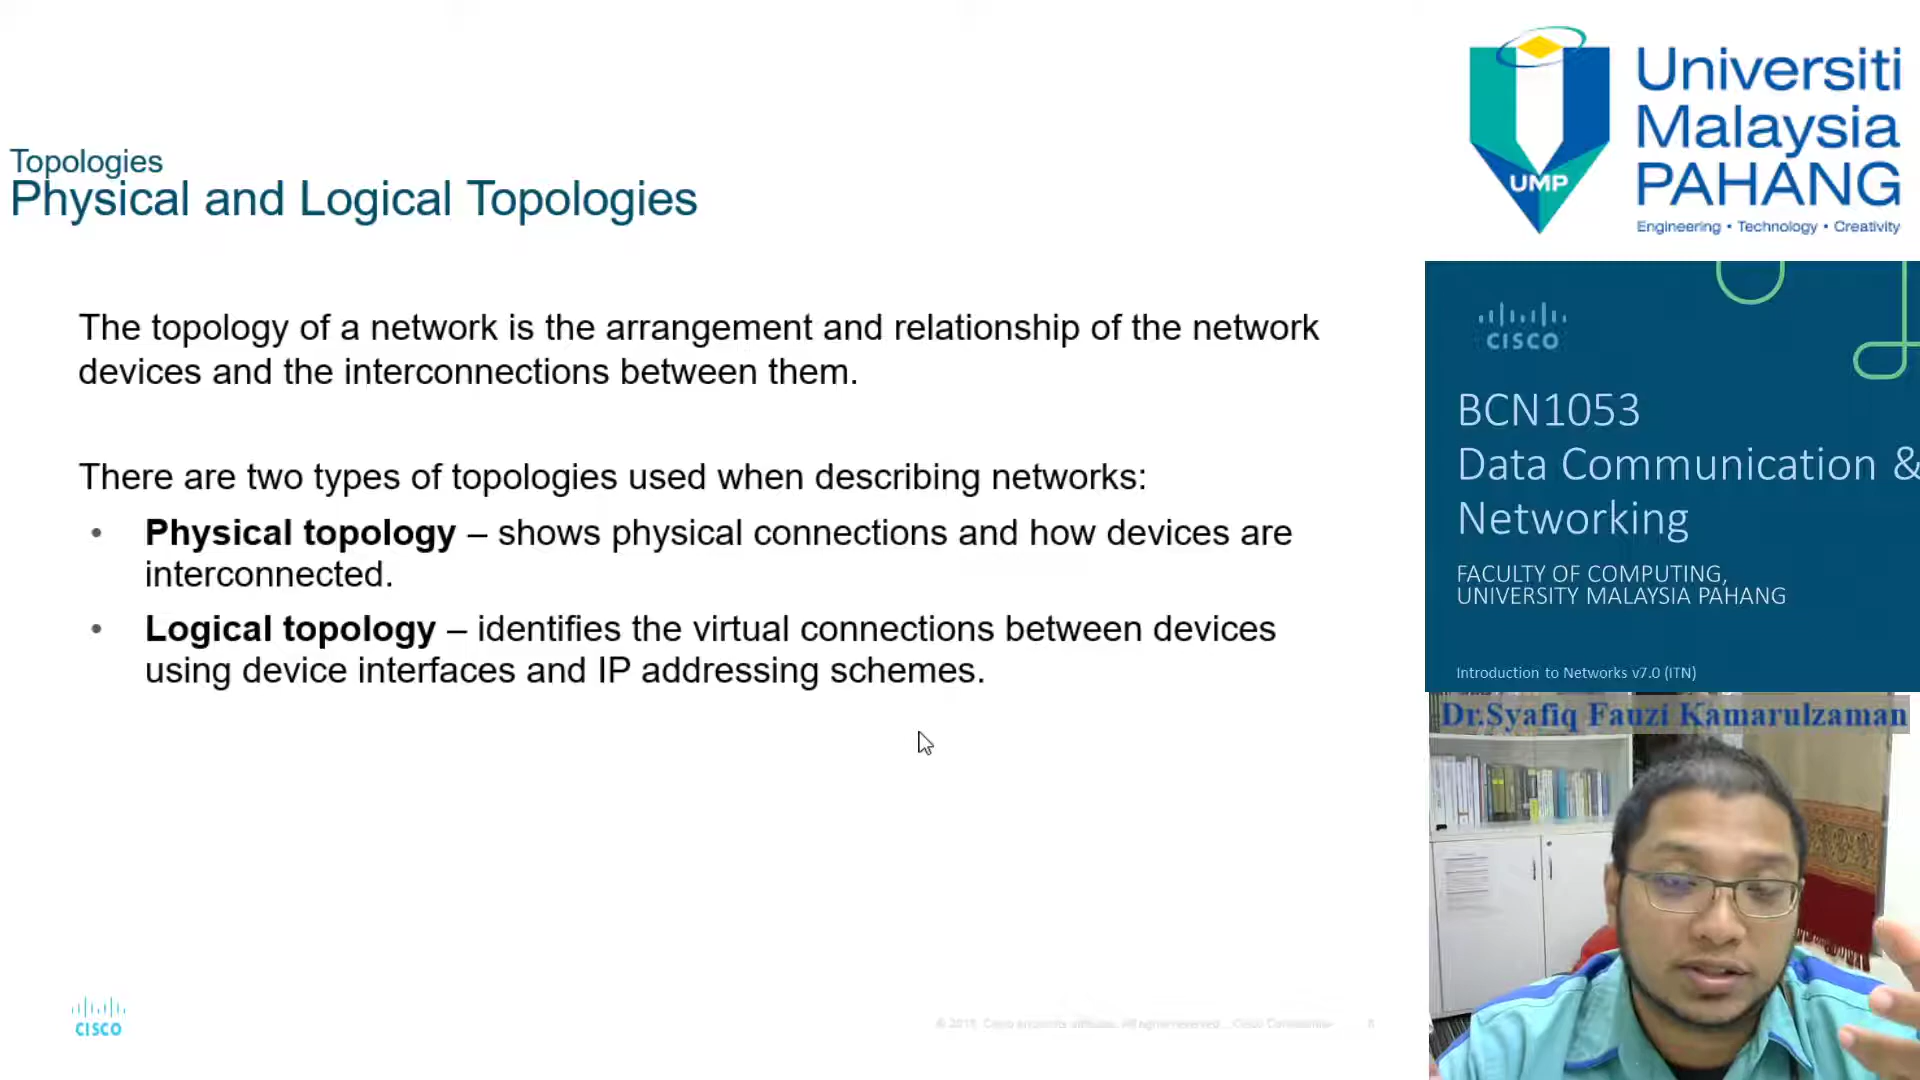 Topologies
Physical and Logical Topologies
The topology of a network is the arrangement and relationship of the network
devices and the interconnections between them.
There are two types of topologies used when describing networks:
• Physical topology – shows physical connections and how devices are
interconnected.
• Logical topology – identifies the virtual connections between devices
using device interfaces and IP addressing schemes.
CISCO
UMP
Universiti
Malaysia
PAHANG
Engineering • Technology • Creativity
CISCO
BCN1053
Data Communication &
Networking
FACULTY OF COMPUTING,
UNIVERSITY MALAYSIA PAHANG
Introduction to Networks v7.0 (ITN)
Dr.Syafiq Fauzi Kamarulzaman